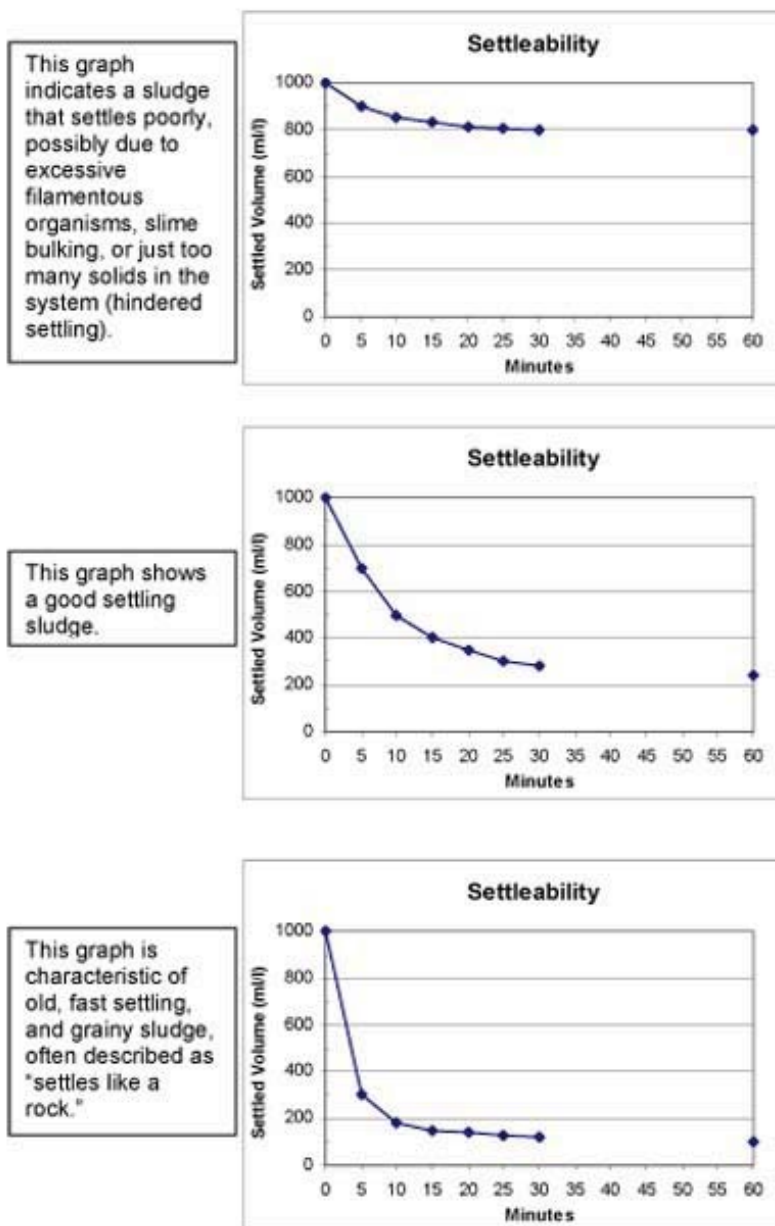 This graph
indicates a sludge
that settles poorly,
possibly due to
excessive
filamentous
organisms, slime
bulking, or just too
many solids in the
system (hindered
settling).
Settleability
Settled Volume (ml/l)
1000
800
600
400
200
0
0 5 10 15 20 25 30 35 40 45 50 55 60
Minutes
This graph shows
a good settling
sludge.
Settleability
Settled Volume (ml/l)
1000
800
600
400
200
0
0 5 10 15 20 25 30 35 40 45 50 55 60
Minutes
This graph is
characteristic of
old, fast settling,
and grainy sludge,
often described as
"settles like a
rock."
Settleability
Settled Volume (ml/l)
1000
800
600
400
200
0
0 5 10 15 20 25 30 35 40 45 50 55 60
Minutes